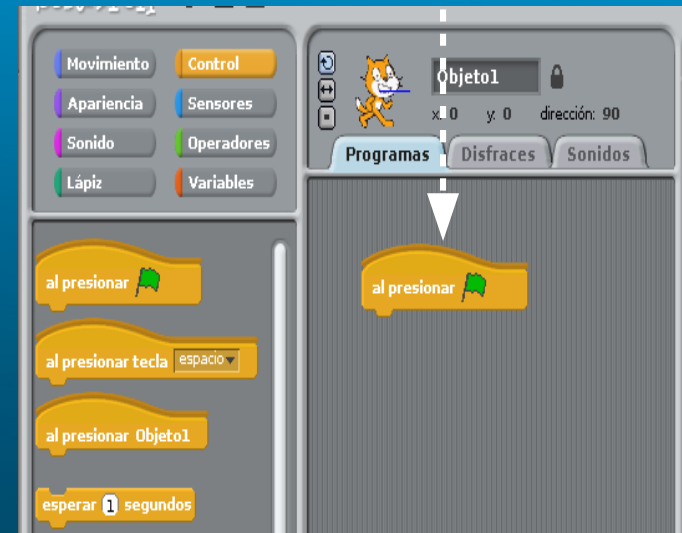 Movimiento Control
Apariencia Sensores
Sonido Operadores
Lápiz Variables
Objeto1
x: 0 y: 0 dirección: 90
Programas Disfraces Sonidos
al presionar
al presionar tecla espacio
al presionar Objeto1
esperar 1 segundos
al presionar